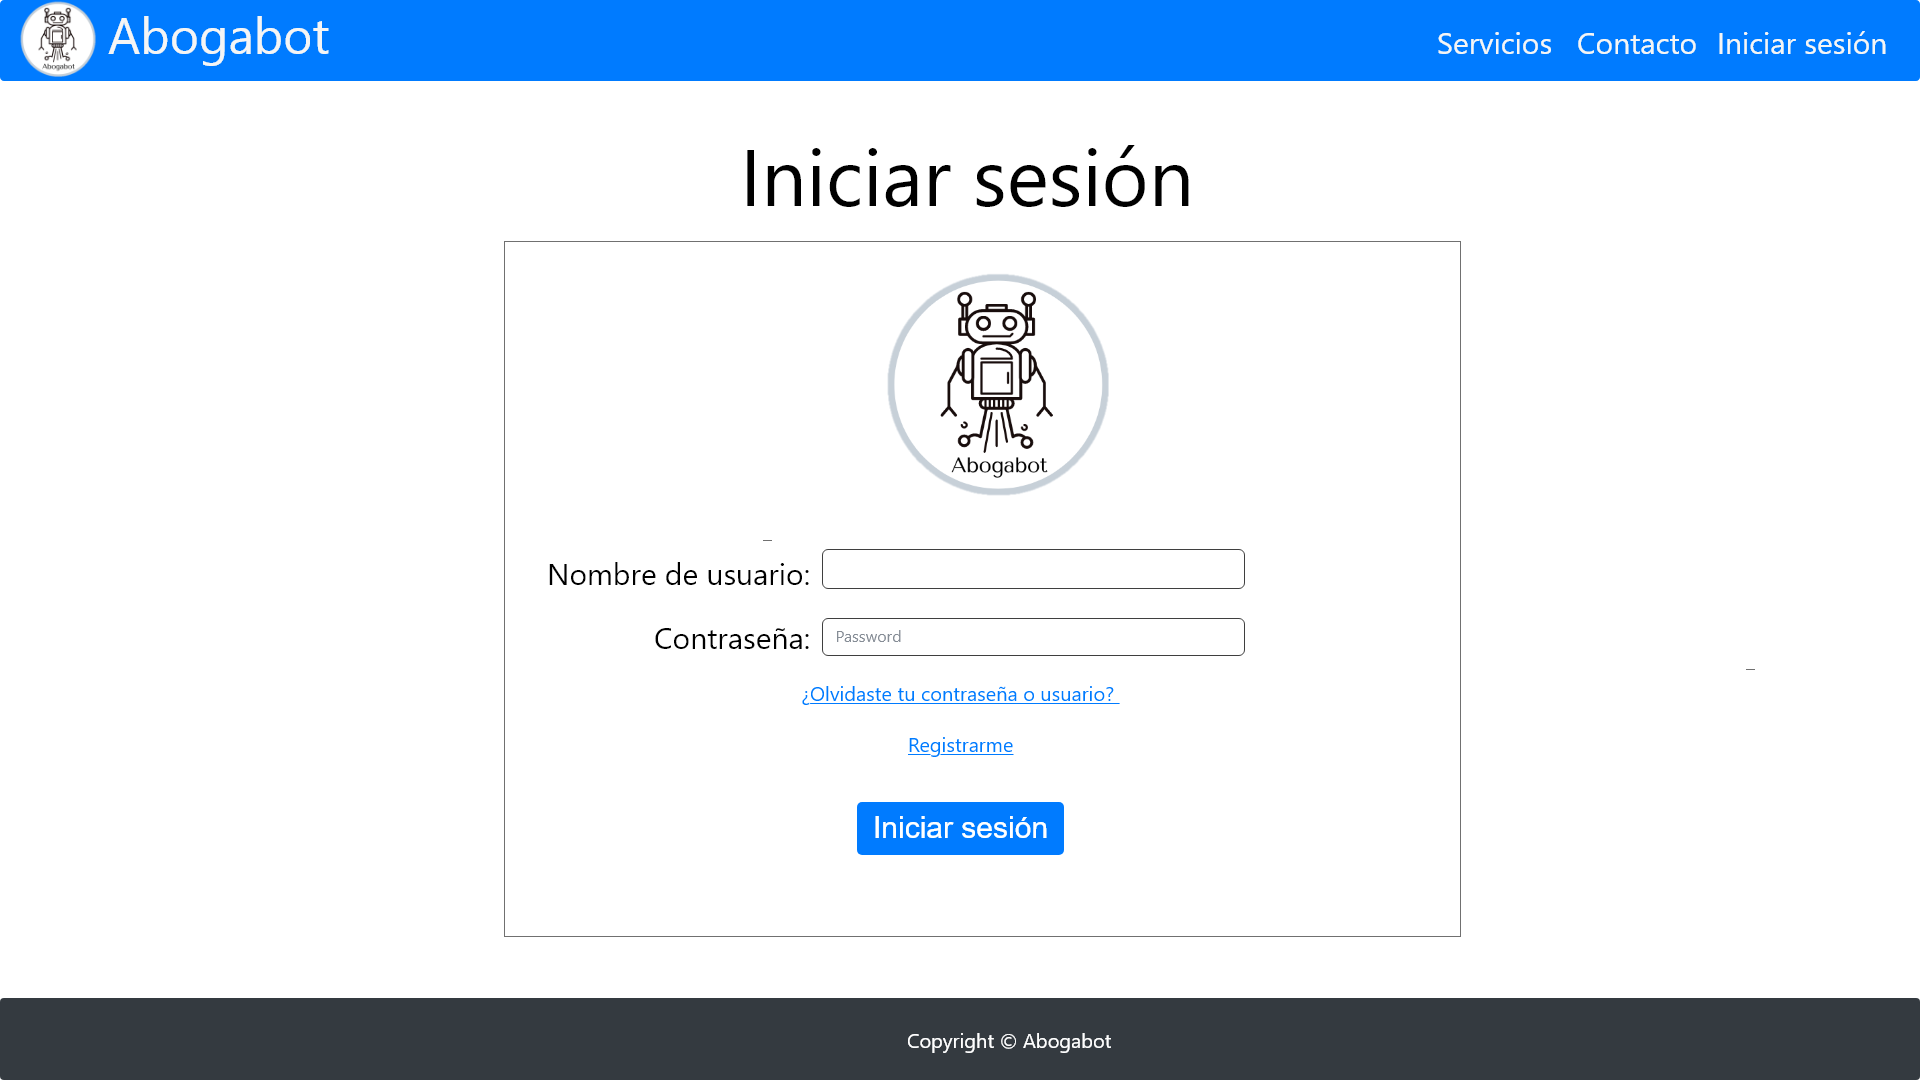 Abogabot
Abogabot
Servicios
Contacto
Iniciar sesión
Iniciar sesión
Abogabot
Nombre de usuario:
Contraseña:
Password
¿Olvidaste tu contraseña o usuario?
Registrarme
Iniciar sesión
Copyright © Abogabot